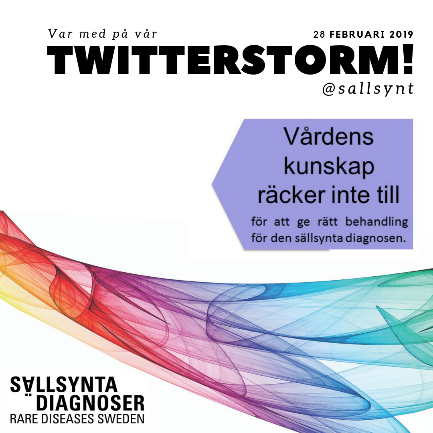 Var med på vår
28 FEBRUARI 2019
TWITTERSTORM!
@sallsynt
Vårdens
kunskap
räcker inte till
för att ge rätt behandling
för den sällsynta diagnosen.
SÄLLSYNTA
DIAGNOSER
RARE DISEASES SWEDEN